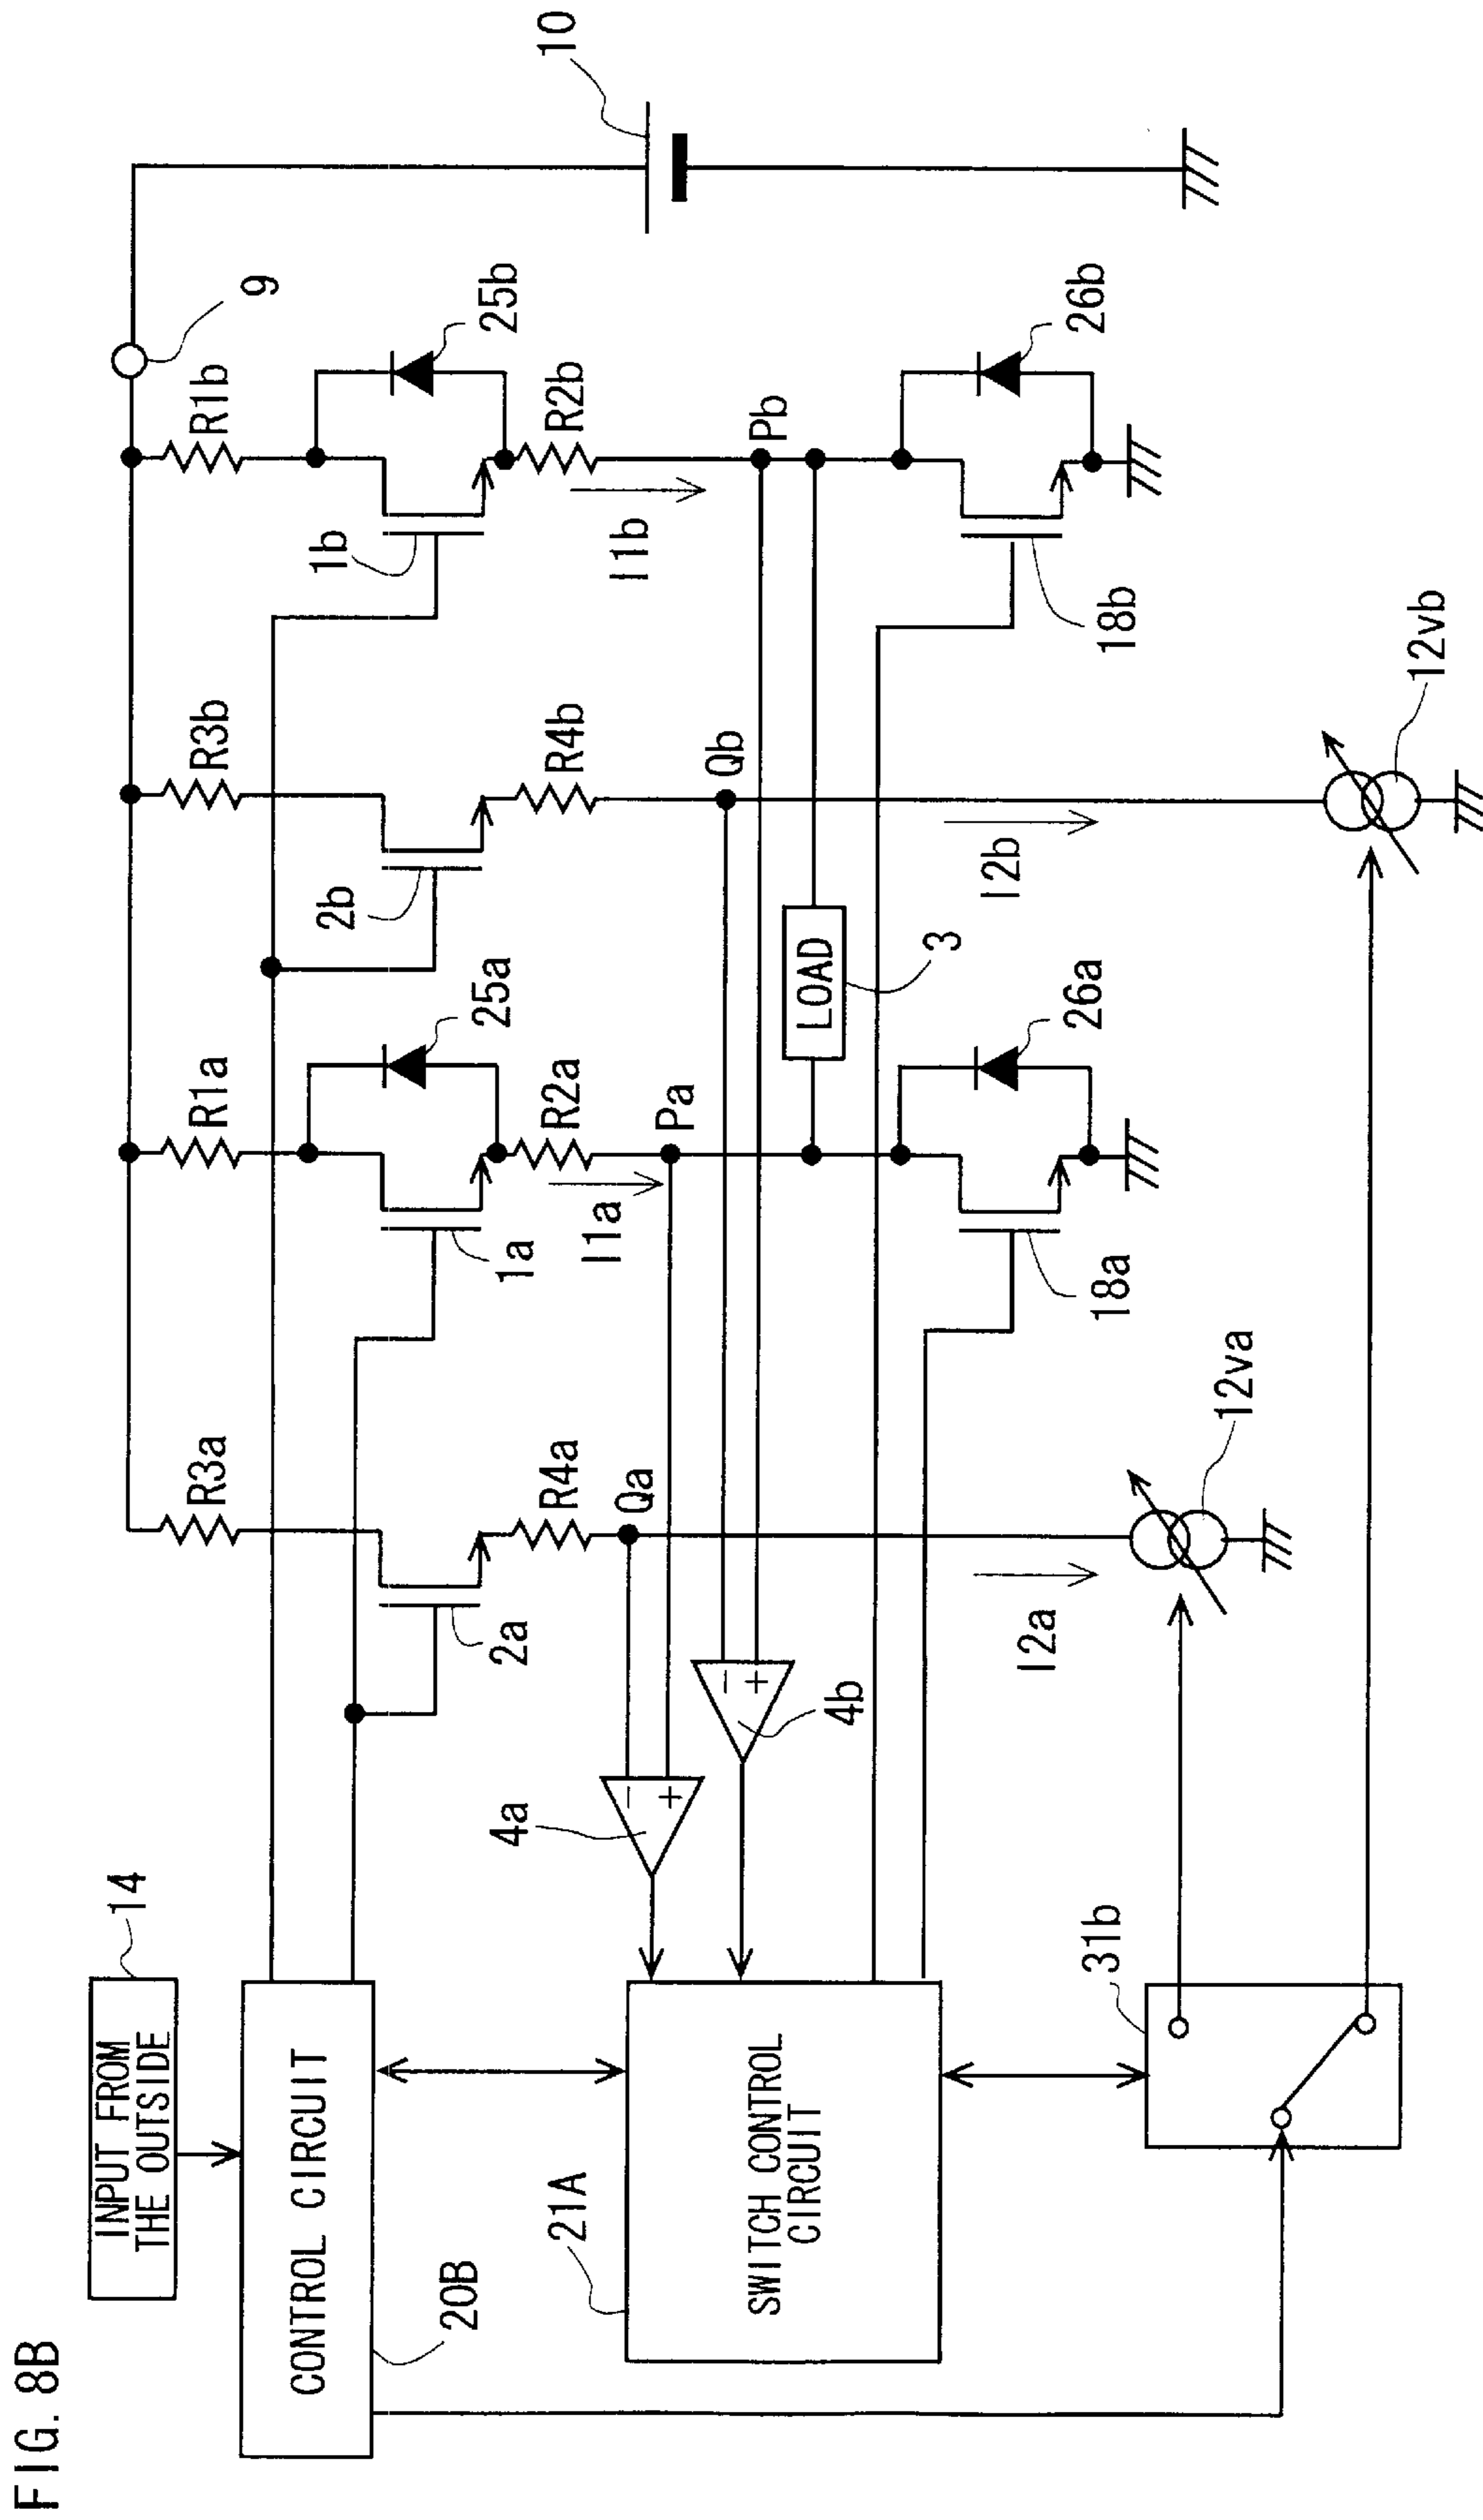 FIG. 8B
INPUT FROM
THE OUTSIDE
14
R3a
R1a
R3b
R1b
9
10
CONTROL CIRCUIT
20B
2a
1a
25a
2b
1b
25b
R4a
R2a
R4b
R2b
4a
Qa
I1a
Pa
I1b
21A
−
+
4b
−
+
Qb
Pb
SWITCH CONTROL
CIRCUIT
LOAD
3
I2a
I2b
18a
26a
18b
26b
31b
12va
12vb